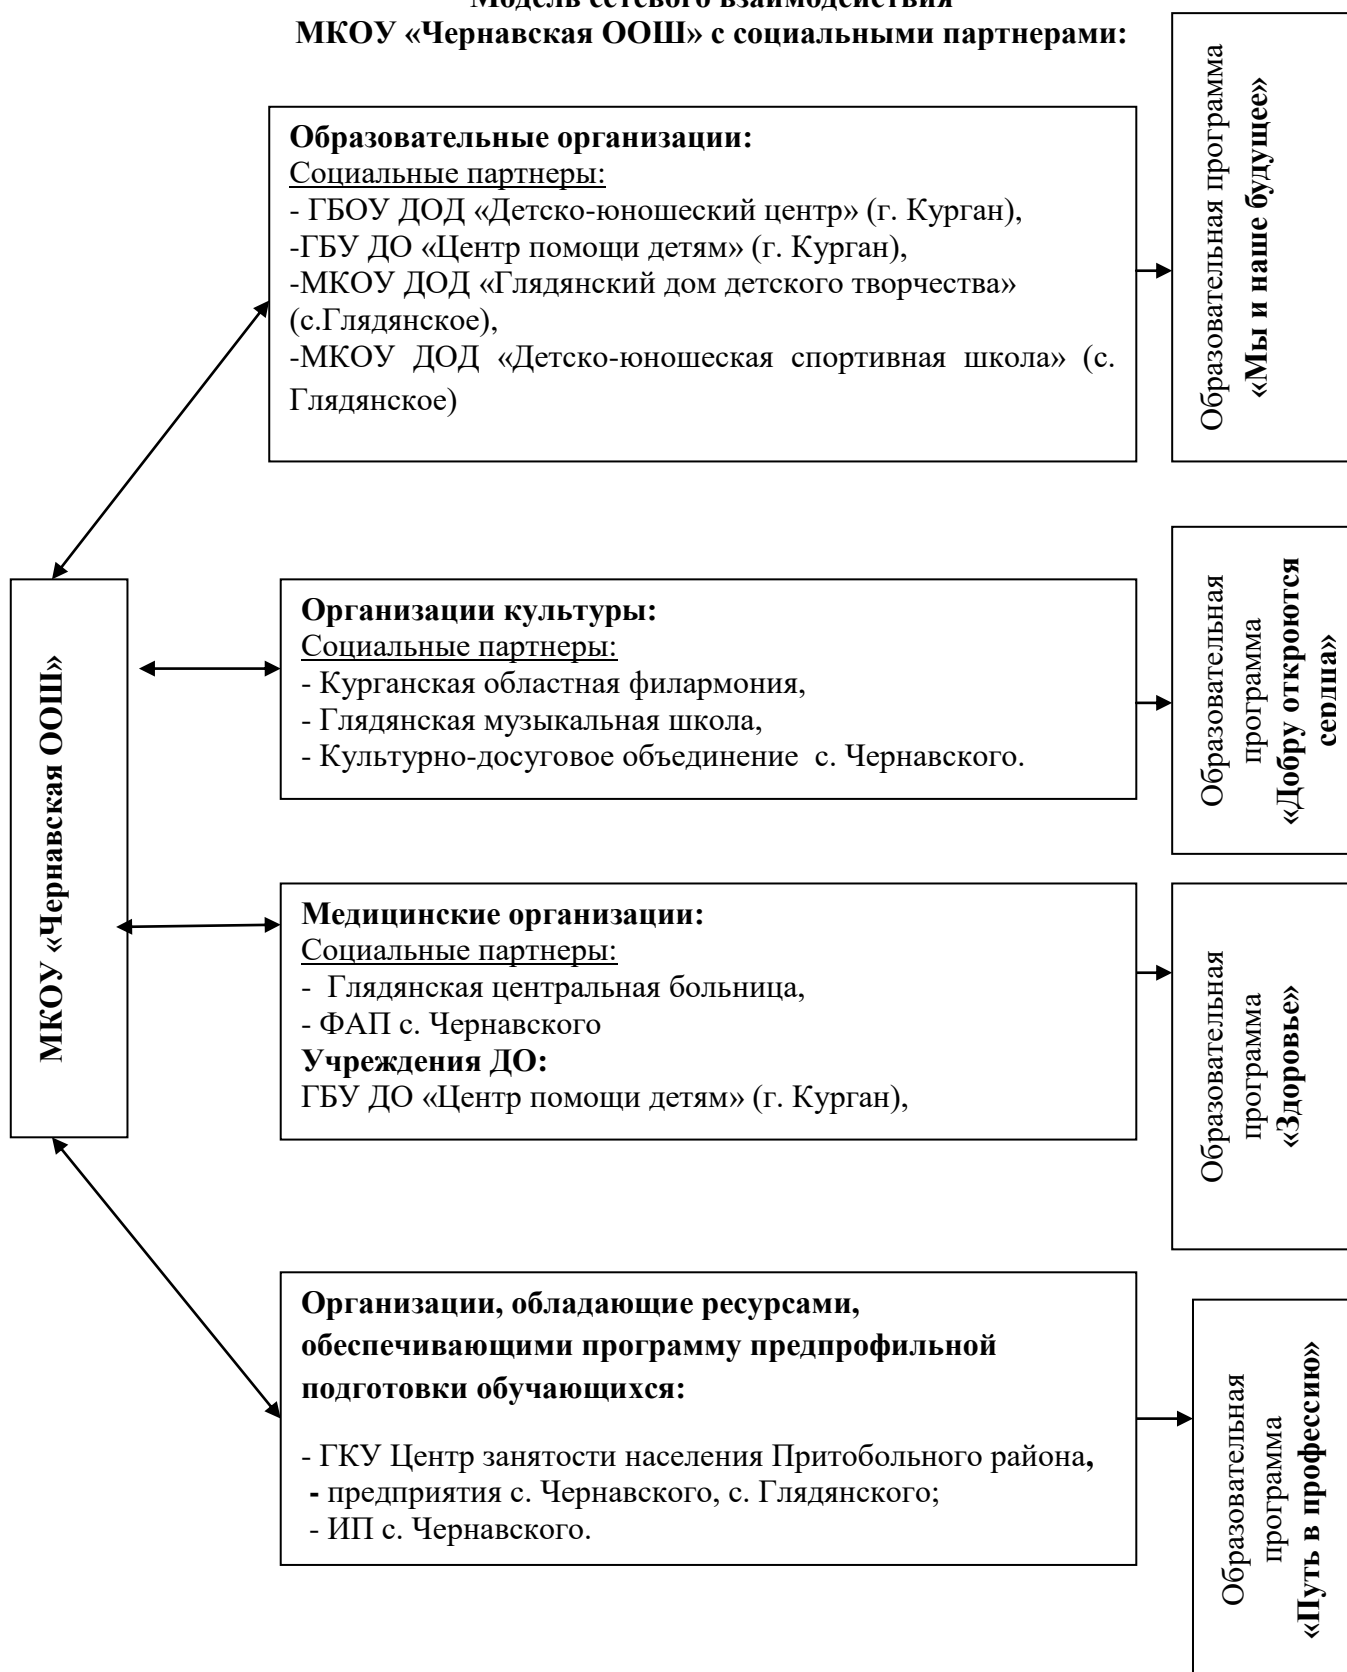 Модель сетевого взаимодействия
МКОУ «Чернавская ООШ» с социальными партнерами:
Образовательные организации:
Социальные партнеры:
- ГБОУ ДОД «Детско-юношеский центр» (г. Курган),
-ГБУ ДО «Центр помощи детям» (г. Курган),
-МКОУ ДОД «Глядянский дом детского творчества»
(с.Глядянское),
-МКОУ ДОД «Детско-юношеская спортивная школа» (с.
Глядянское)
Образовательная программа
«Мы и наше будущее»
МКОУ «Чернавская ООШ»
Организации культуры:
Социальные партнеры:
- Курганская областная филармония,
- Глядянская музыкальная школа,
- Культурно-досуговое объединение с. Чернавского.
Образовательная
программа
«Добру откроются
сердца»
Медицинские организации:
Социальные партнеры:
- Глядянская центральная больница,
- ФАП с. Чернавского
Учреждения ДО:
ГБУ ДО «Центр помощи детям» (г. Курган),
Образовательная
программа
«Здоровье»
Организации, обладающие ресурсами,
обеспечивающими программу предпрофильной
подготовки обучающихся:
- ГКУ Центр занятости населения Притобольного района,
- предприятия с. Чернавского, с. Глядянского;
- ИП с. Чернавского.
Образовательная
программа
«Путь в профессию»